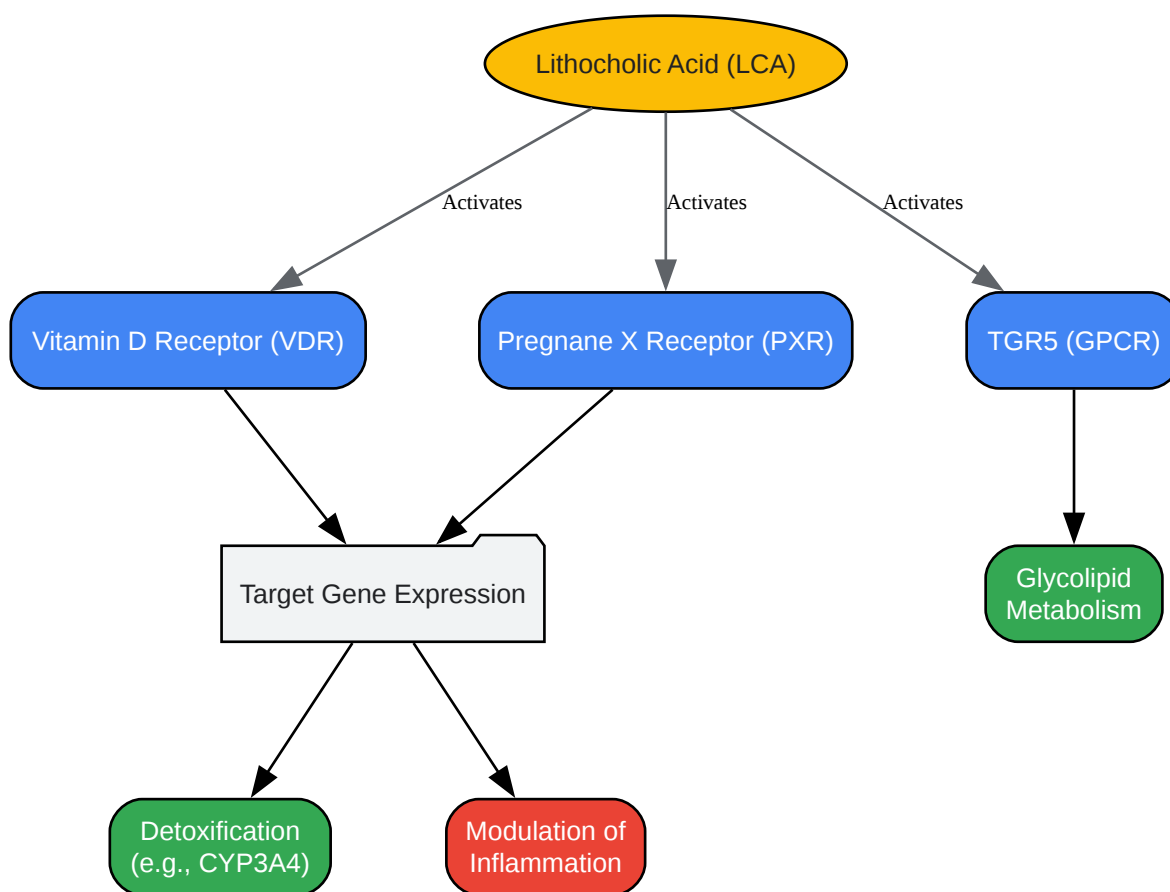 Lithocholic Acid (LCA)
Activates
Activates
Activates
Vitamin D Receptor (VDR)
Pregnane X Receptor (PXR)
TGR5 (GPCR)
Target Gene Expression
Glycolipid
Metabolism
Detoxification
(e.g., CYP3A4)
Modulation of
Inflammation